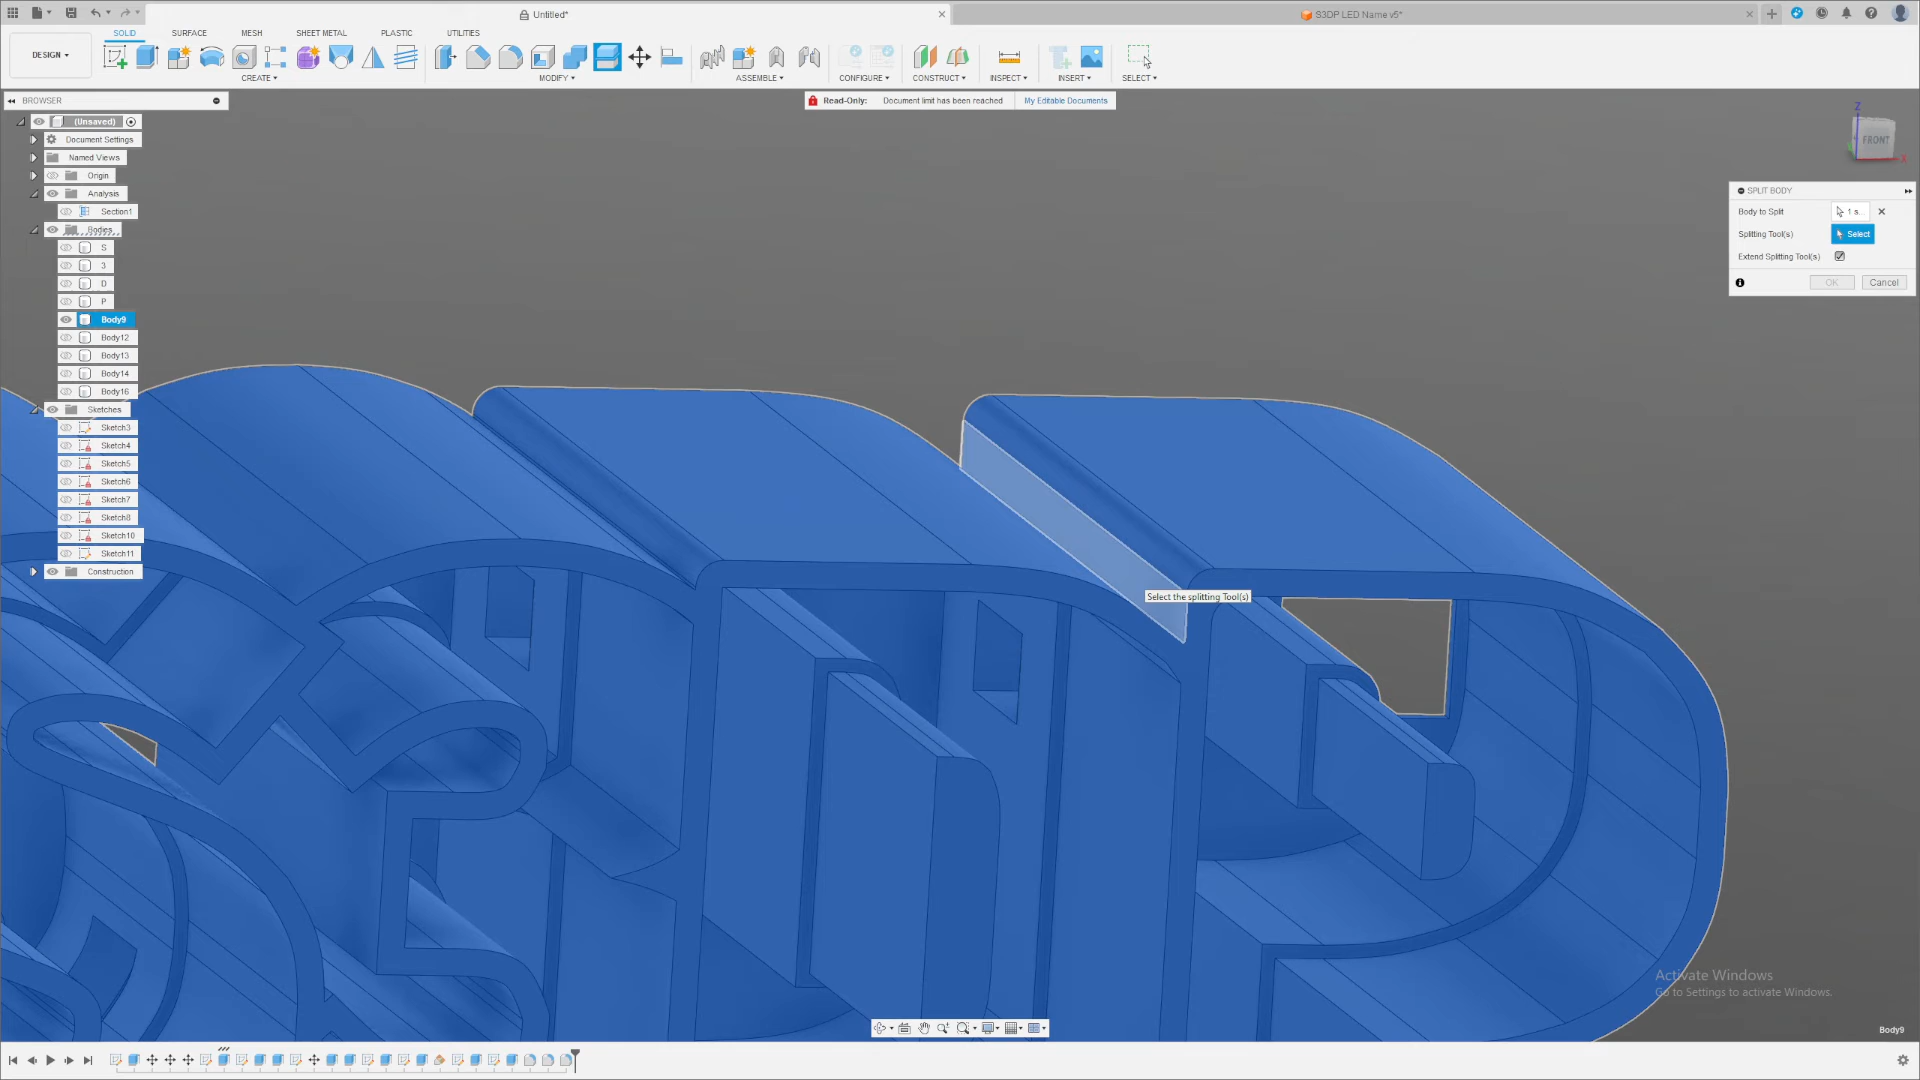 Untitled*
S3DP LED Name v5*
DESIGN
SOLID
SURFACE
MESH
SHEET METAL
PLASTIC
UTILITIES
CREATE
MODIFY
ASSEMBLE
CONFIGURE
CONSTRUCT
INSPECT
INSERT
SELECT
BROWSER
Read-Only: Document limit has been reached My Editable Documents
(Unsaved)
Document Settings
Named Views
Origin
Analysis
Section1
Bodies
S
3
D
P
Body9
Body12
Body13
Body14
Body16
Sketches
Sketch3
Sketch4
Sketch5
Sketch6
Sketch7
Sketch8
Sketch10
Sketch11
Construction
Z
FRONT
X
SPLIT BODY
Body to Split 1 s...
Splitting Tool(s) Select
Extend Splitting Tool(s)
OK Cancel
Select the splitting Tool(s)
Activate Windows
Go to Settings to activate Windows.
Body9